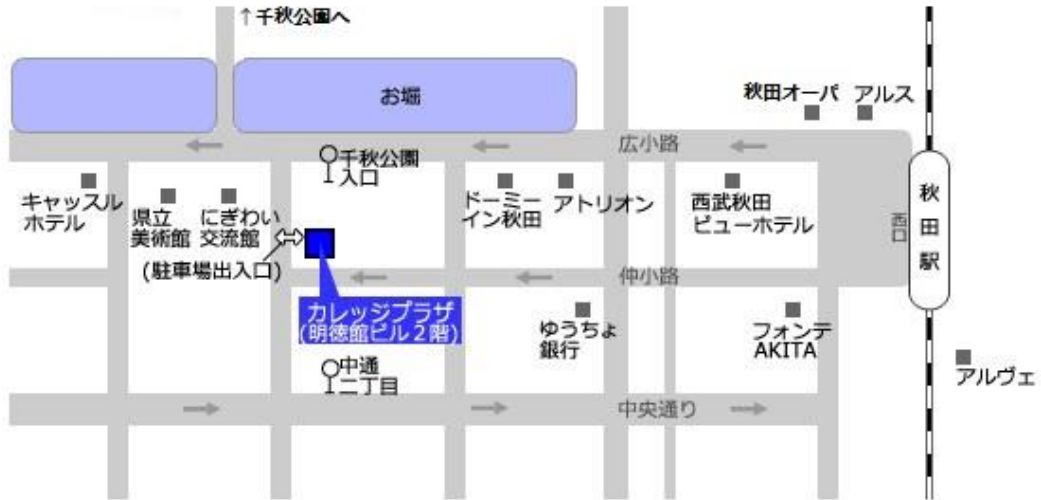 ↑千秋公園へ
お堀
秋田オーパ
アルス
広小路
千秋公園
入口
キャッスル
ホテル
県立
美術館
にぎわい
交流館
ドーミー
イン秋田
アトリオン
西武秋田
ビューホテル
西口
秋田駅
(駐車場出入口)
仲小路
カレッジプラザ
(明徳館ビル２階)
ゆうちょ
銀行
フォンテ
AKITA
アルヴェ
中通
二丁目
中央通り